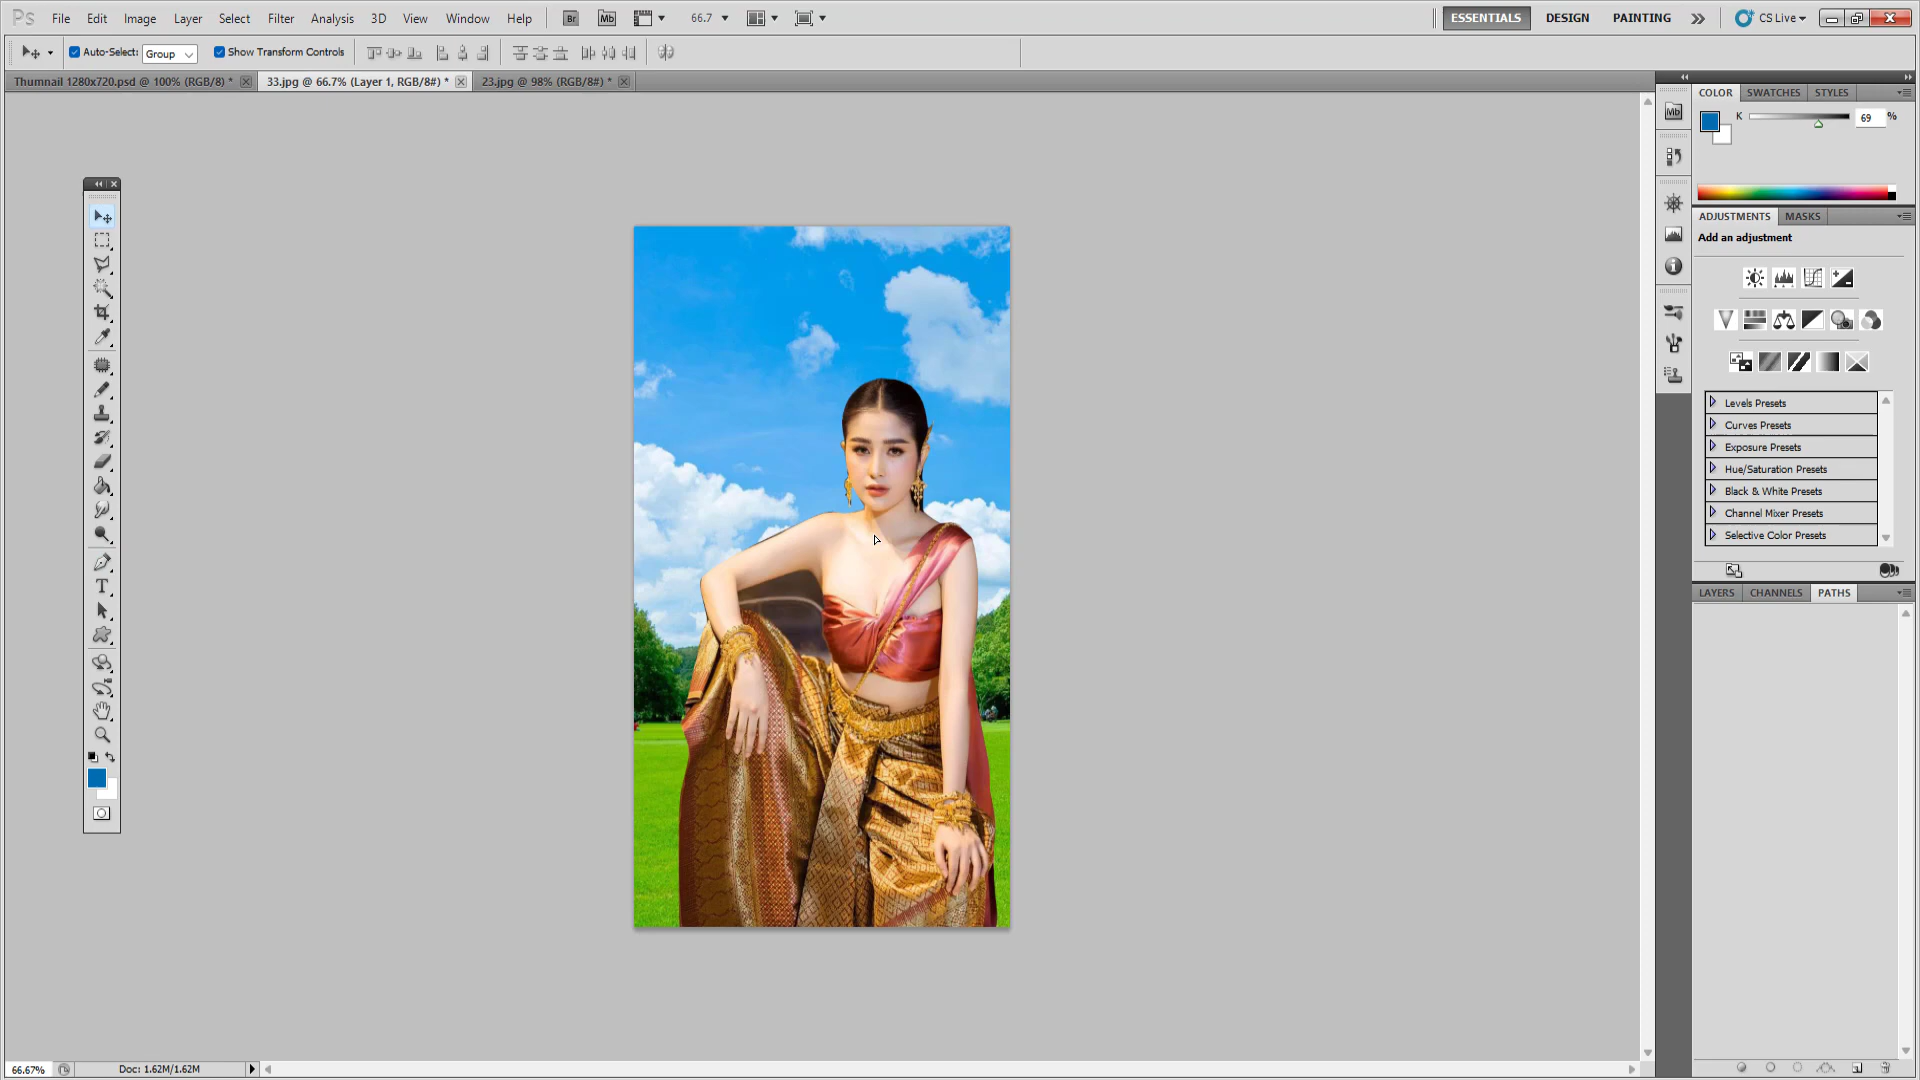 Ps File Edit Image Layer Select Filter Analysis 3D View Window Help Br Mb 66.7 ESSENTIALS DESIGN PAINTING CS Live
Auto-Select: Group Show Transform Controls
Thumnail 1280x720.psd @ 100% (RGB/8) * 33.jpg @ 66.7% (Layer 1, RGB/8#) * 23.jpg @ 98% (RGB/8#) *
COLOR SWATCHES STYLES
Mb
K 69 %
ADJUSTMENTS MASKS
Add an adjustment
Levels Presets
Curves Presets
Exposure Presets
Hue/Saturation Presets
Black & White Presets
Channel Mixer Presets
Selective Color Presets
LAYERS CHANNELS PATHS
T
66.67% Doc: 1.62M/1.62M